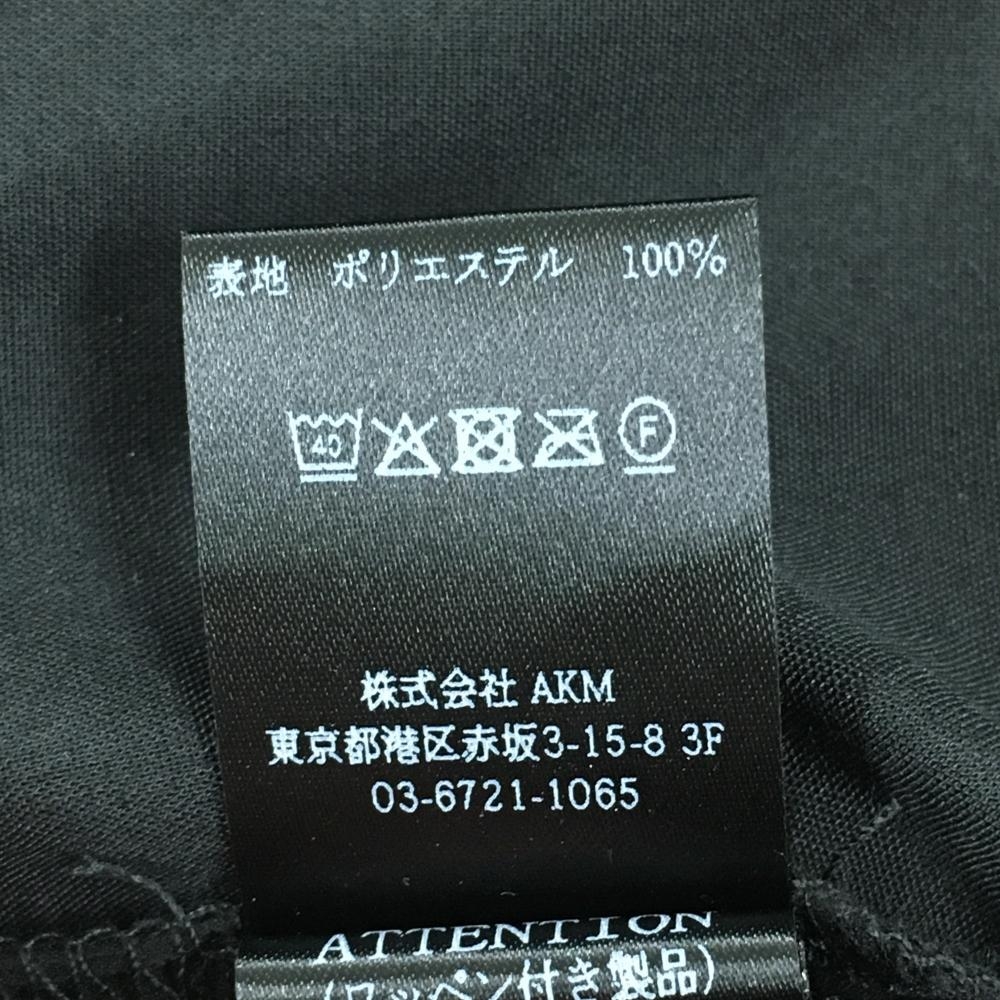 表地　ポリエステル　100%
40 F
株式会社 AKM
東京都港区赤坂3-15-8 3F
03-6721-1065
ATTENTION
(ワッペン付き製品)